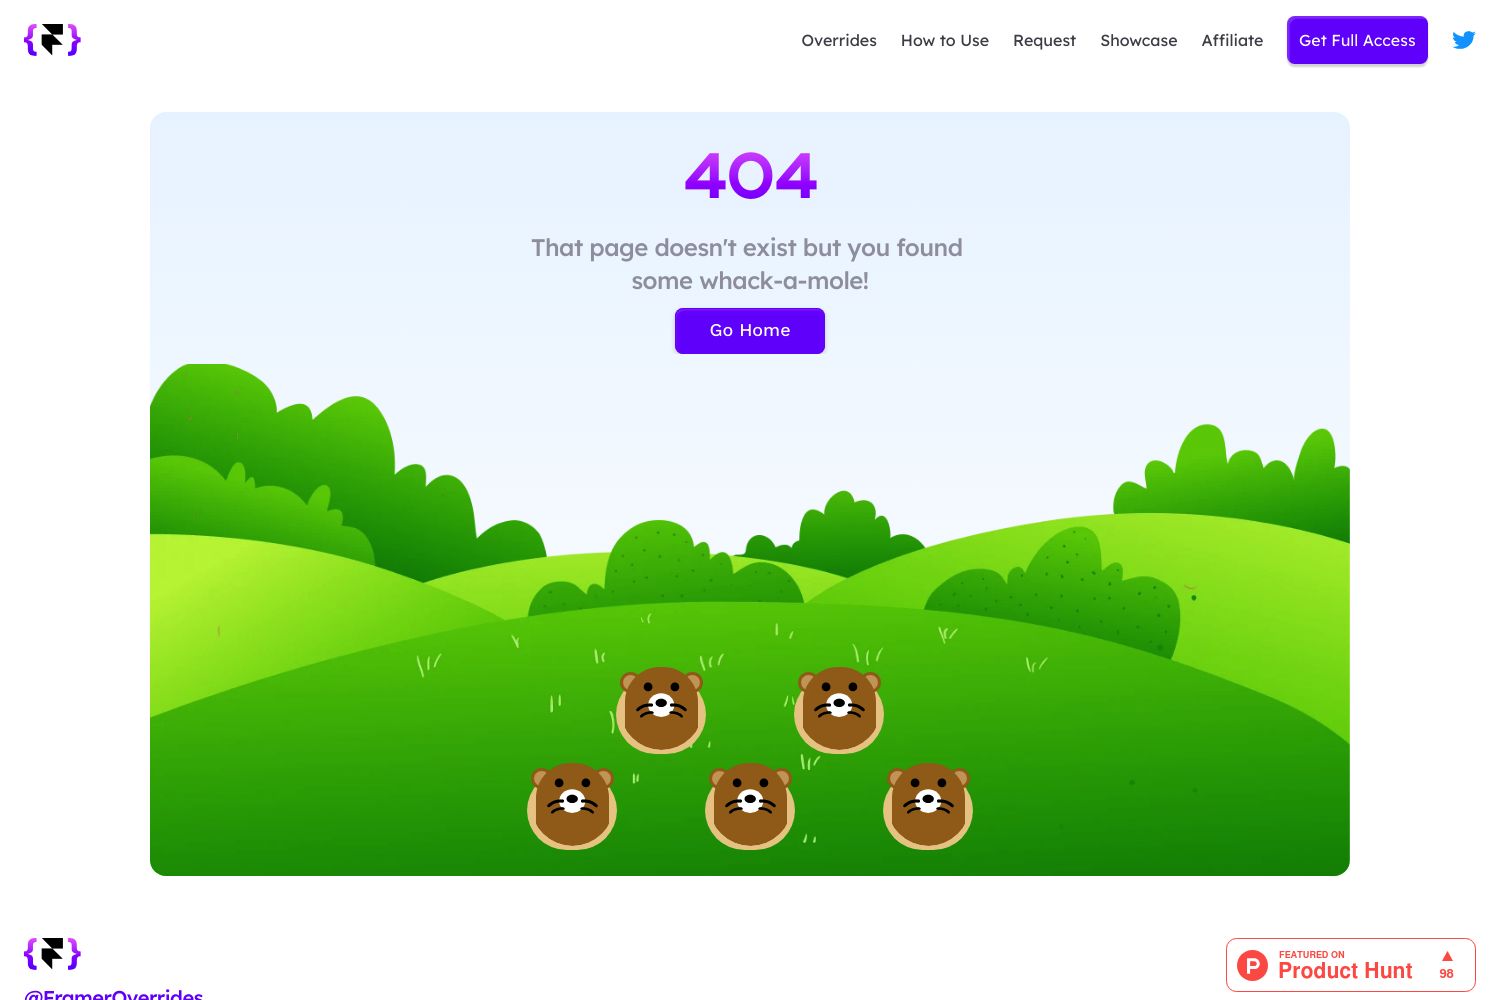 Overrides
How to Use
Request
Showcase
Affiliate
Get Full Access
404
That page doesn't exist but you found
some whack-a-mole!
Go Home
@FramerOverrides
FEATURED ON
Product Hunt
98